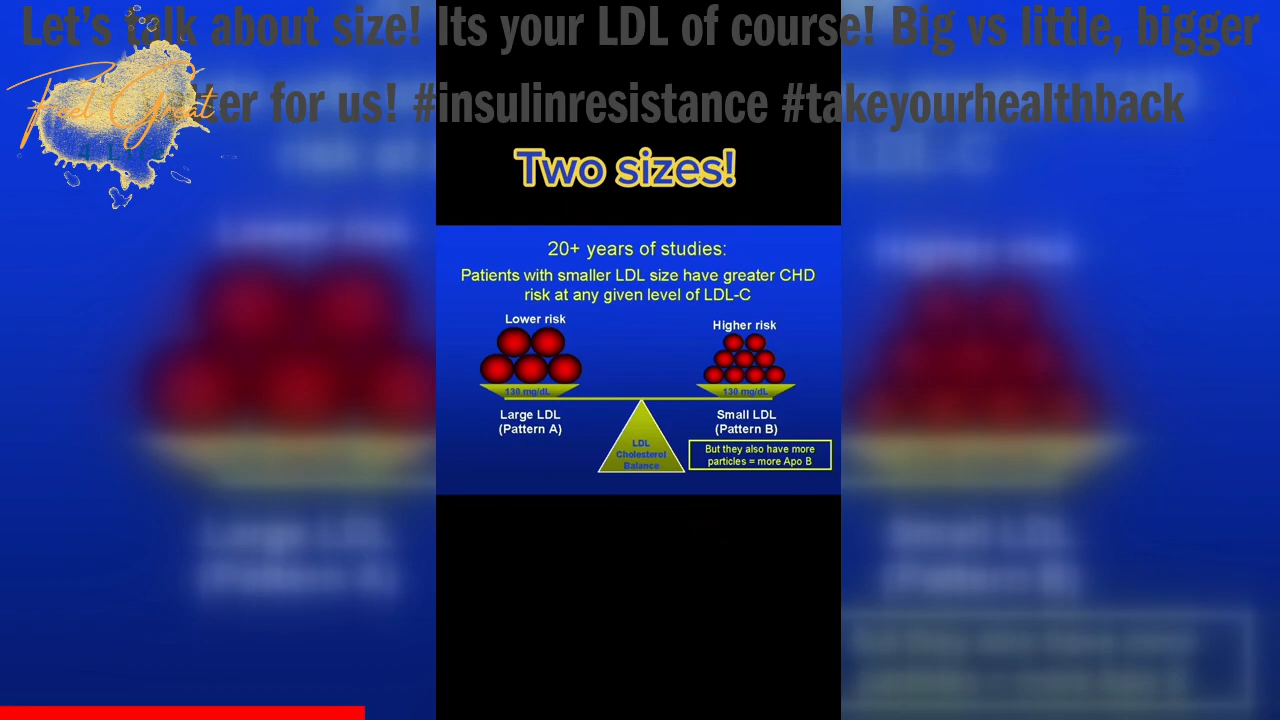 Let's talk about size! Its your LDL of course! Big vs little, bigger
for us! #insulinresistance #takeyourhealthback
Feel Great
Two sizes!
20+ years of studies:
Patients with smaller LDL size have greater CHD
risk at any given level of LDL-C
Lower risk
Higher risk
130 mg/dL
130 mg/dL
Large LDL
(Pattern A)
Small LDL
(Pattern B)
LDL
Cholesterol
Balance
But they also have more
particles = more Apo B